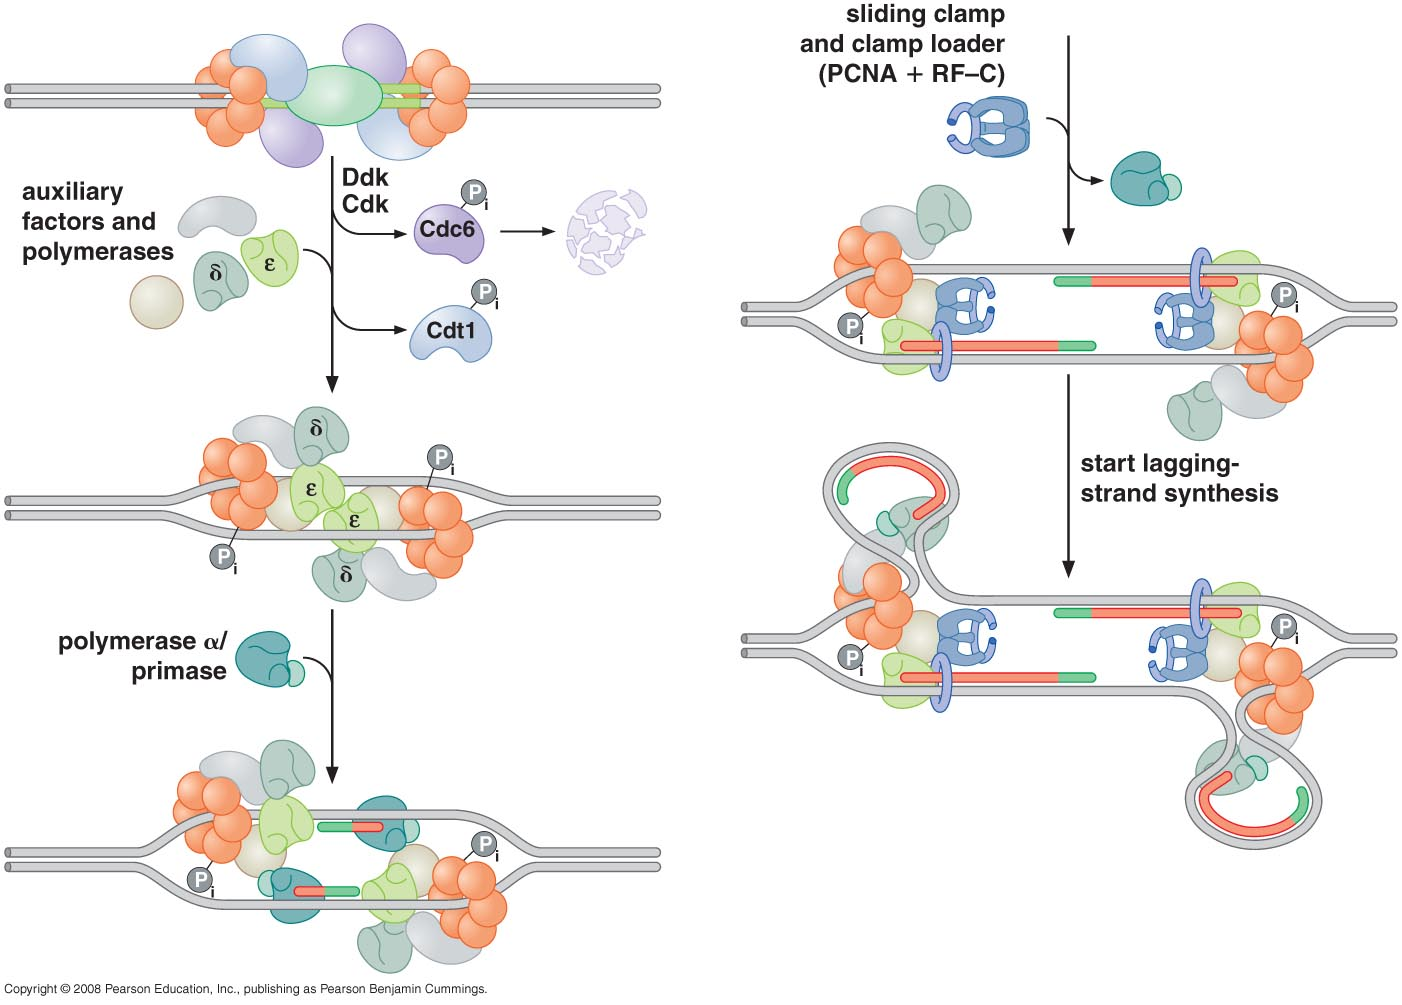 auxiliary
factors and
polymerases
δ
ε
Ddk
Cdk
Cdc6
Pi
Cdt1
Pi
δ
ε
ε
δ
Pi
Pi
polymerase α/
primase
Pi
Pi
Copyright © 2008 Pearson Education, Inc., publishing as Pearson Benjamin Cummings.
sliding clamp
and clamp loader
(PCNA + RF–C)
Pi
Pi
start lagging-
strand synthesis
Pi
Pi